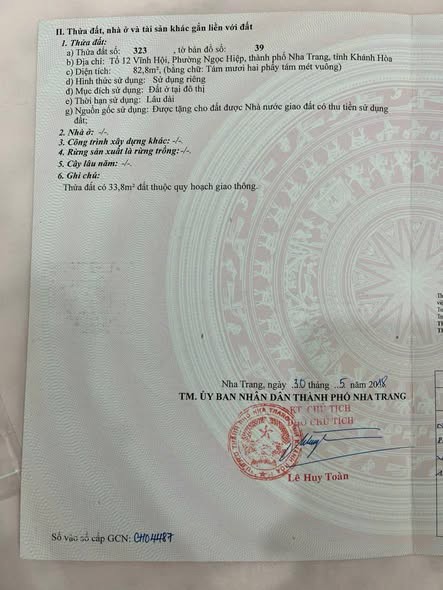 II. Thửa đất, nhà ở và tài sản khác gắn liền với đất
1. Thửa đất:
a) Thửa đất số: 323 , tờ bản đồ số: 39
b) Địa chỉ: Tổ 12 Vĩnh Hội, Phường Ngọc Hiệp, thành phố Nha Trang, tỉnh Khánh Hòa
c) Diện tích: 82,8m², (bằng chữ: Tám mươi hai phẩy tám mét vuông)
d) Hình thức sử dụng: Sử dụng riêng
đ) Mục đích sử dụng: Đất ở tại đô thị
e) Thời hạn sử dụng: Lâu dài
g) Nguồn gốc sử dụng: Được tặng cho đất được Nhà nước giao đất có thu tiền sử dụng
đất;
2. Nhà ở: -/-.
3. Công trình xây dựng khác: -/-.
4. Rừng sản xuất là rừng trồng: -/-.
5. Cây lâu năm: -/-.
6. Ghi chú:
Thửa đất có 33,8m² đất thuộc quy hoạch giao thông.
Nha Trang, ngày 30 tháng 5 năm 2018
TM. ỦY BAN NHÂN DÂN THÀNH PHỐ NHA TRANG
KT CHỦ TỊCH
PHÓ CHỦ TỊCH
Lê Huy Toàn
Số vào sổ cấp GCN: CH04487